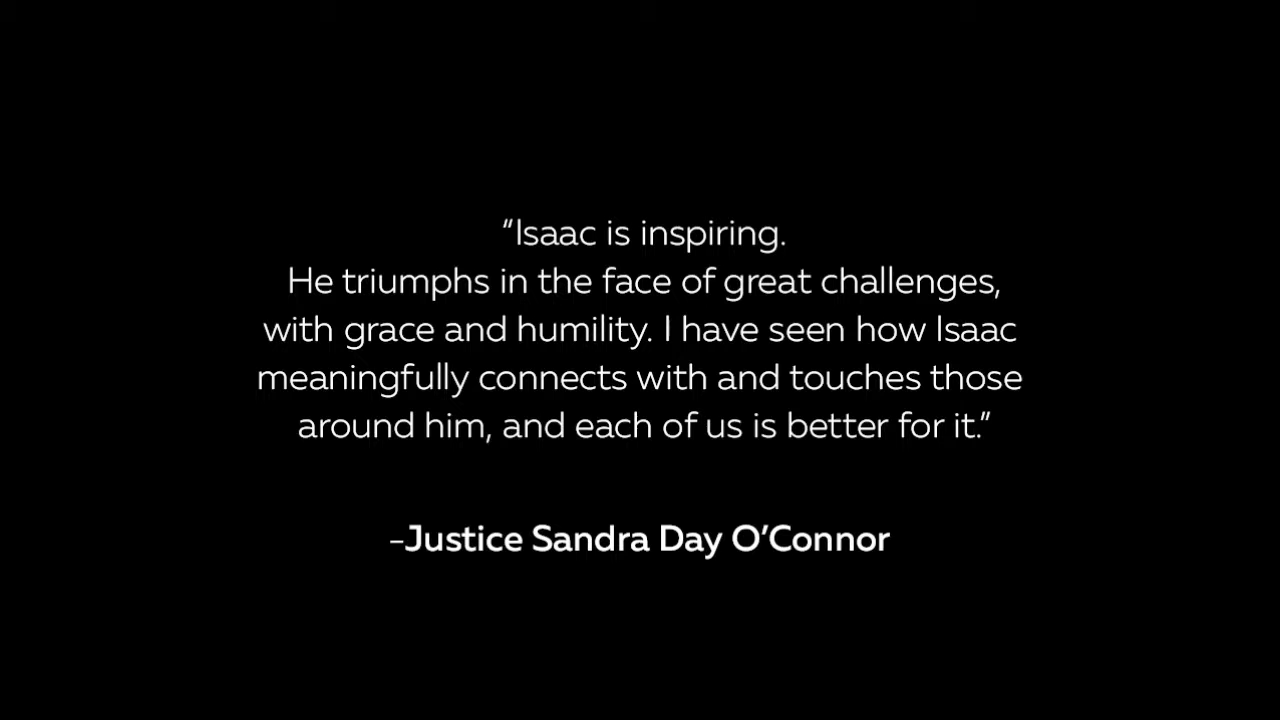 “Isaac is inspiring.
He triumphs in the face of great challenges,
with grace and humility. I have seen how Isaac
meaningfully connects with and touches those
around him, and each of us is better for it.”
–Justice Sandra Day O’Connor